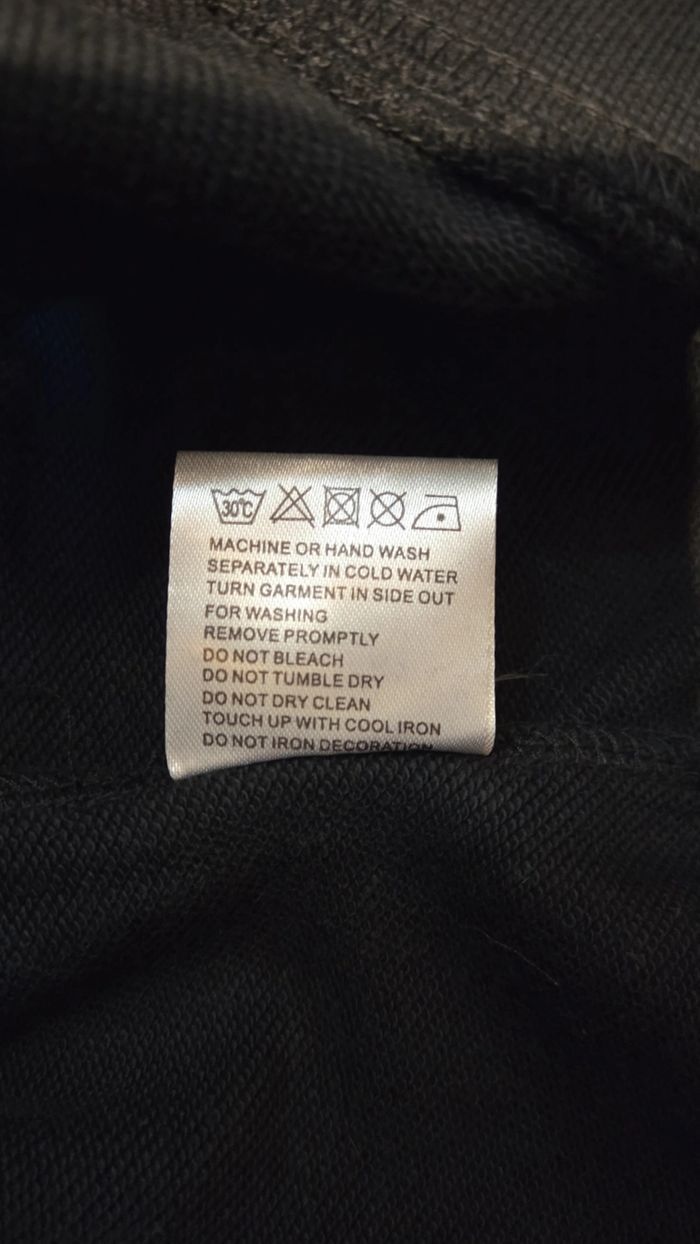 30°C
MACHINE OR HAND WASH
SEPARATELY IN COLD WATER
TURN GARMENT IN SIDE OUT
FOR WASHING
REMOVE PROMPTLY
DO NOT BLEACH
DO NOT TUMBLE DRY
DO NOT DRY CLEAN
TOUCH UP WITH COOL IRON
DO NOT IRON DECORATION